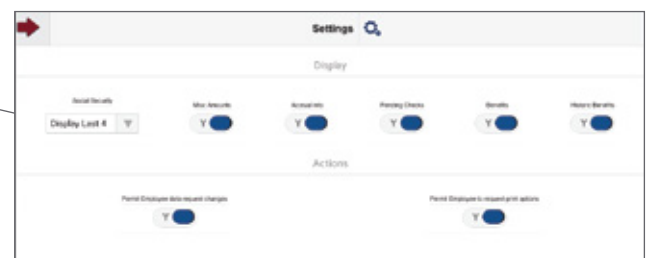 Settings
Display
Social Security
Misc Amounts
Accrual Info
Pending Checks
Benefits
Historic Benefits
Display Last 4
Y
Y
Y
Y
Y
Actions
Permit Employee data request changes
Permit Employee to request print options
Y
Y